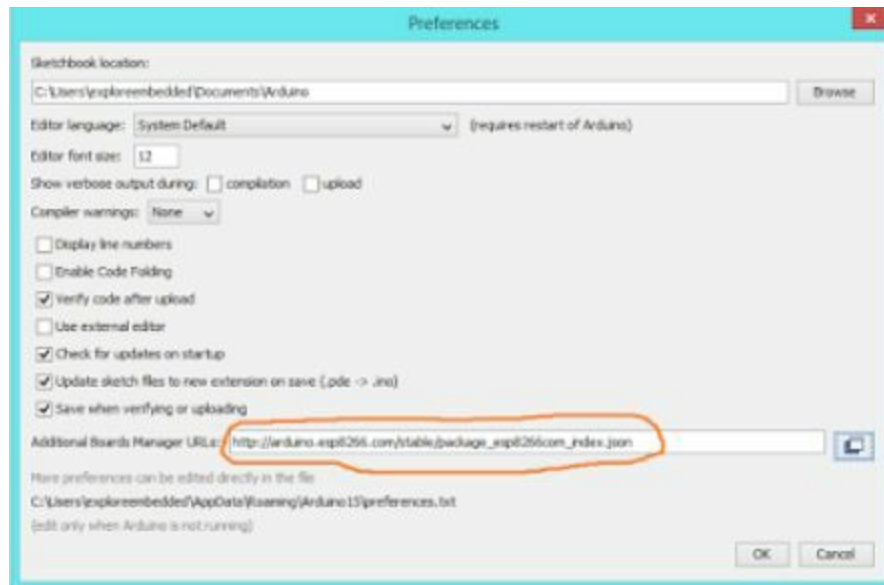 Preferences
Sketchbook location:
C:\Users\exploreembedded\Documents\Arduino Browse
Editor language: System Default (requires restart of Arduino)
Editor font size: 12
Show verbose output during: compilation upload
Compiler warnings: None
Display line numbers
Enable Code Folding
Verify code after upload
Use external editor
Check for updates on startup
Update sketch files to new extension on save (.pde -> .ino)
Save when verifying or uploading
Additional Boards Manager URLs: http://arduino.esp8266.com/stable/package_esp8266com_index.json
More preferences can be edited directly in the file
C:\Users\exploreembedded\AppData\Roaming\Arduino15\preferences.txt
(edit only when Arduino is not running)
OK Cancel